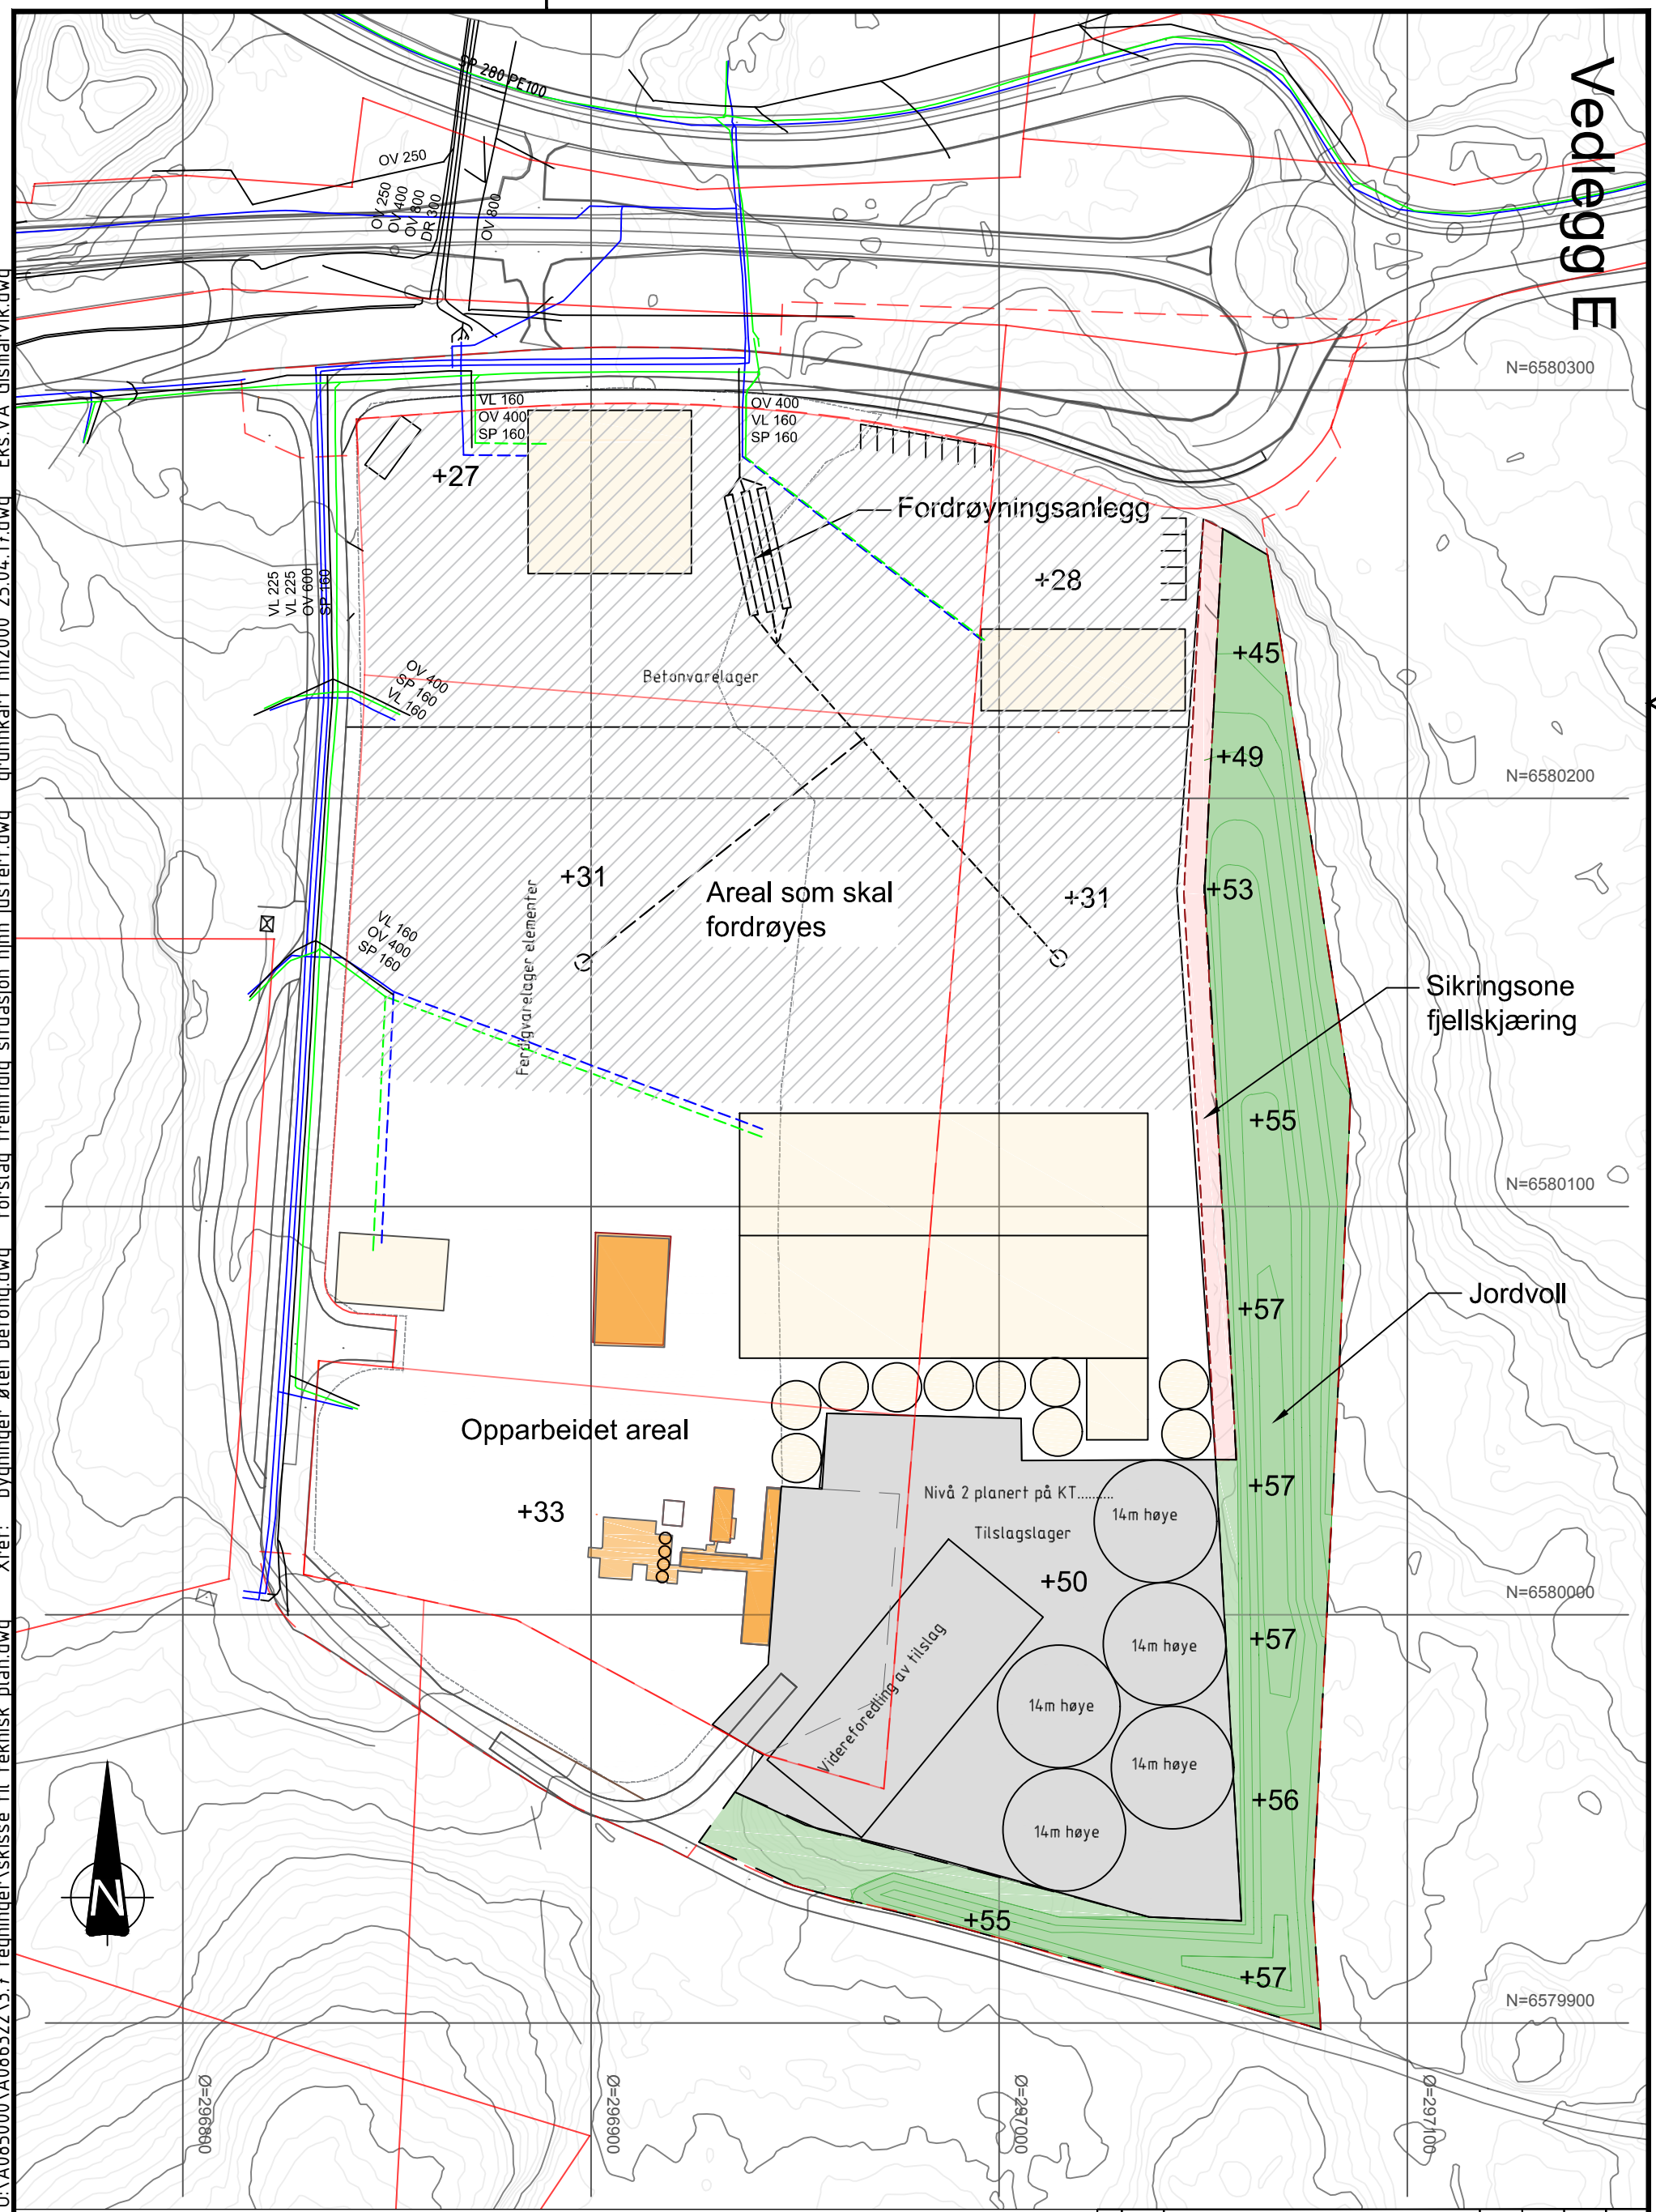 Vedlegg E
SP 280 PE100
OV 250
OV 250
OV 400
OV 800
DR 300
OV 800
N=6580300
VL 160
OV 400
SP 160
OV 400
VL 160
SP 160
+27
Fordrøyningsanlegg
+28
VL 225
VL 225
OV 600
SP 160
+45
OV 400
SP 160
VL 160
Betonvarelager
+49
N=6580200
+31
Areal som skal
fordrøyes
+31
+53
VL 160
OV 400
SP 160
Ferdigvarelager elementer
Sikringsone
fjellskjæring
+55
N=6580100
+57
Jordvoll
Opparbeidet areal
+33
Nivå 2 planert på KT.........
Tilslagslager
14m høye
+57
+50
N=6580000
14m høye
+57
Videreforedling av tilslag
14m høye
14m høye
+56
14m høye
N
+55
+57
N=6579900
Ø=296800
Ø=296900
Ø=297000
Ø=297100